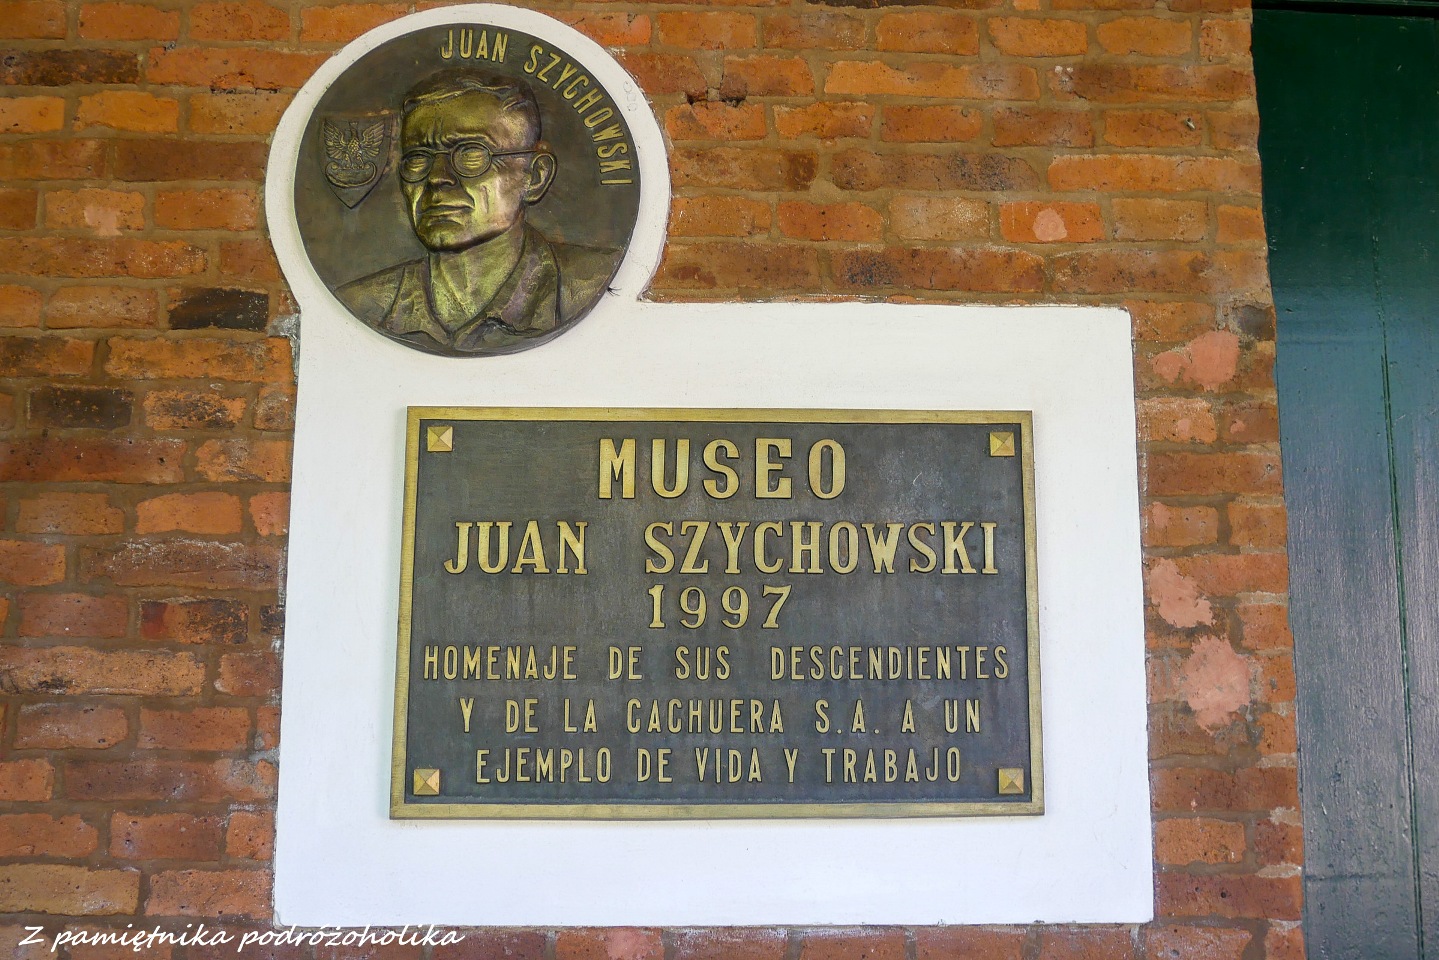 JUAN SZYCHOWSKI
MUSEO
JUAN SZYCHOWSKI
1997
HOMENAJE DE SUS DESCENDIENTES
Y DE LA CACHUERA S.A. A UN
EJEMPLO DE VIDA Y TRABAJO
Z pamiętnika podróżoholika